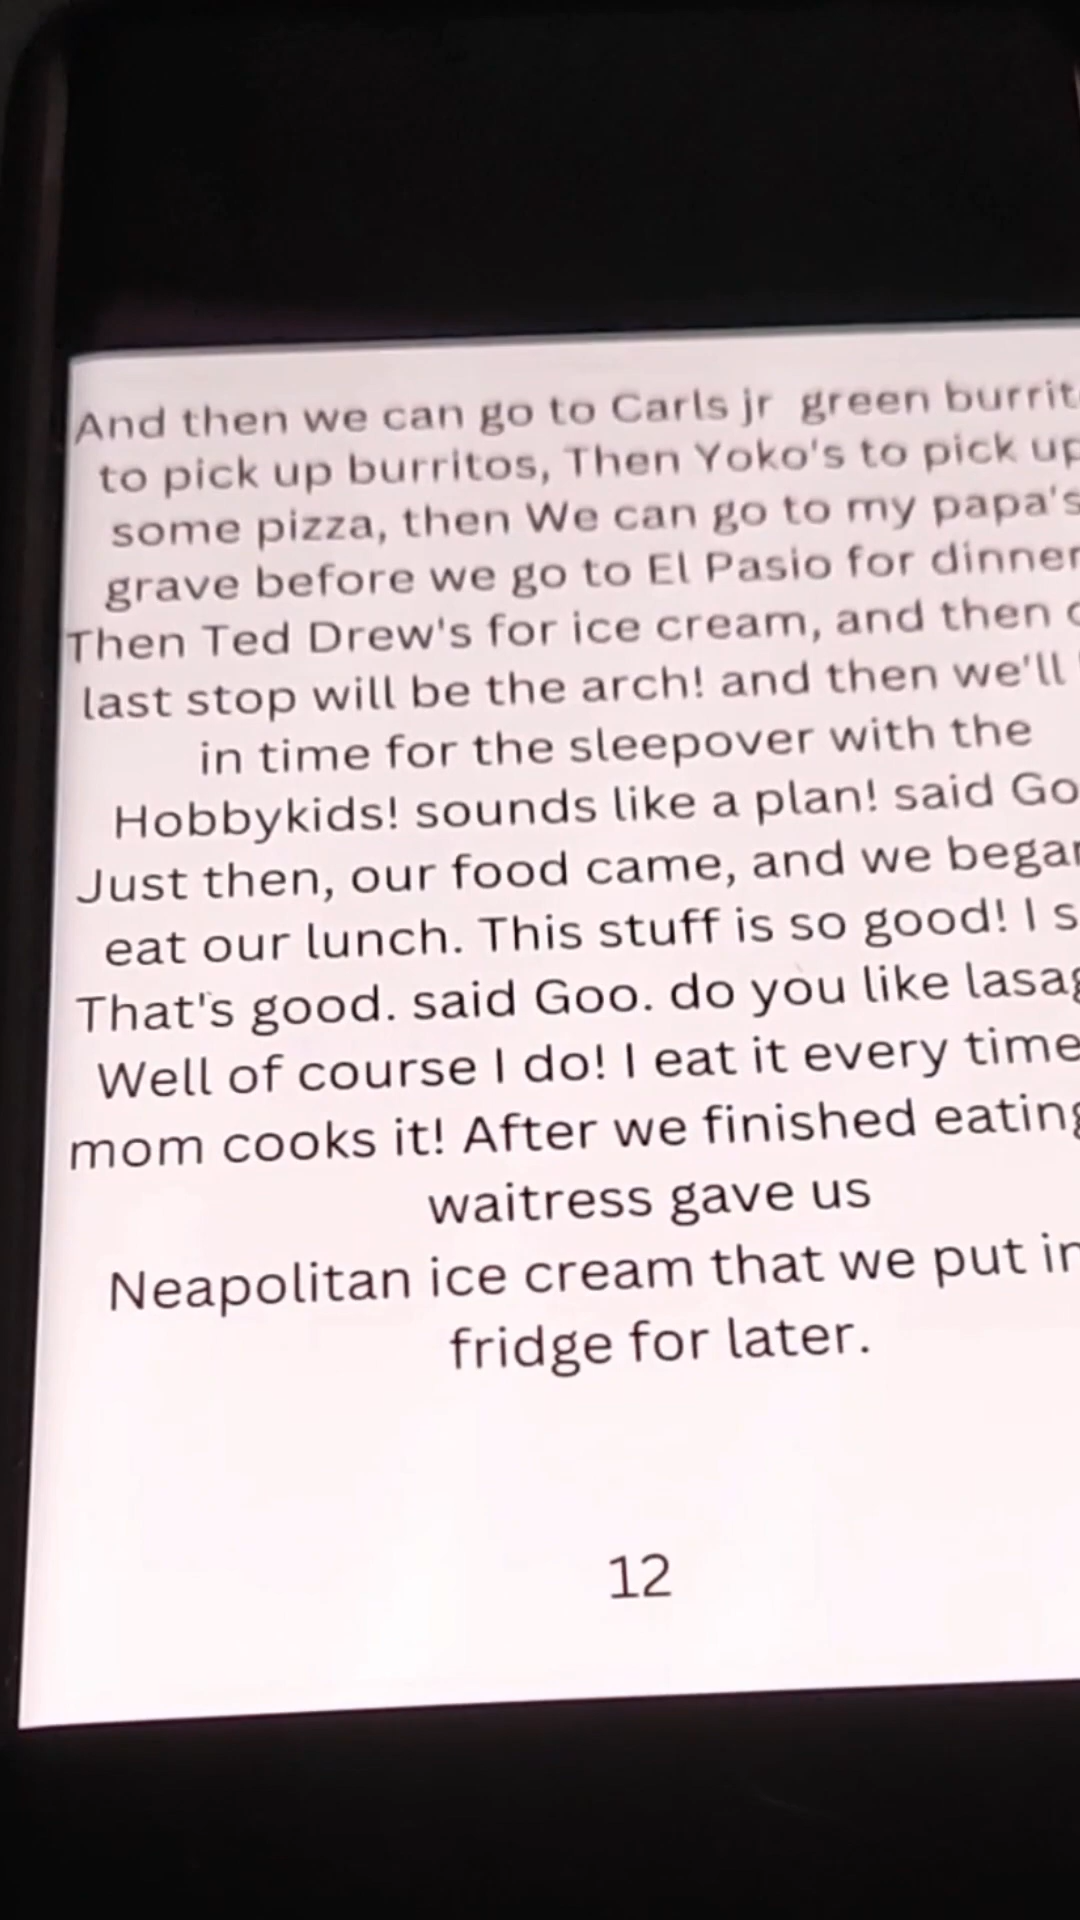 And then we can go to Carls jr green
to pick up burritos, Then Yoko's to pick up
some pizza, then We can go to my papa's
grave before we go to El Pasio for dinner
Then Ted Drew's for ice cream, and then
last stop will be the arch! and then we'll
in time for the sleepover with the
Hobbykids! sounds like a plan! said
Just then, our food came, and we
eat our lunch. This stuff is so good! I
That's good. said Goo. do you like
Well of course I do! I eat it every time
mom cooks it! After we finished eating
waitress gave us
Neapolitan ice cream that we put
fridge for later.
12